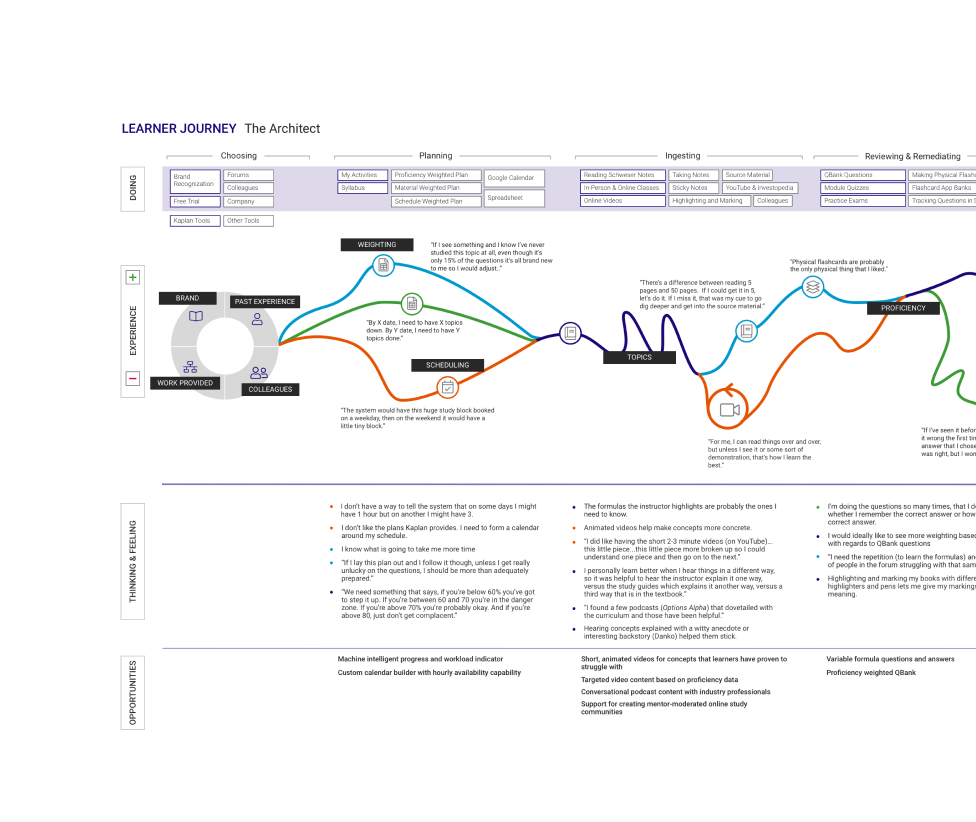 LEARNER JOURNEY The Architect
Choosing
Planning
Ingesting
Reviewing & Remediating
DOING
Brand
Recognization
Forums
Colleagues
Free Trial
Company
Kaplan Tools
Other Tools
My Activities
Proficiency Weighted Plan
Google Calendar
Syllabus
Material Weighted Plan
Schedule Weighted Plan
Spreadsheet
Reading Schweser Notes
Taking Notes
Source Material
In-Person & Online Classes
Sticky Notes
YouTube & Investopedia
Online Videos
Highlighting and Marking
Colleagues
QBank Questions
Making Physical Flashc
Module Quizzes
Flashcard App Banks
Practice Exams
Tracking Questions in S
EXPERIENCE
BRAND
PAST EXPERIENCE
WORK PROVIDED
COLLEAGUES
WEIGHTING
"If I see something and I know I've never
studied this topic at all, even though it's
only 15% of the questions it's all brand new
to me so I would adjust.."
"By X date, I need to have X topics
down. By Y date, I need to have Y
topics done."
SCHEDULING
"The system would have this huge study block booked
on a weekday, then on the weekend it would have a
little tiny block."
TOPICS
"There's a difference between reading 5
pages and 50 pages. If I could get it in 5,
let's do it. If I miss it, that was my cue to go
dig deeper and get into the source material."
"For me, I can read things over and over,
but unless I see it or some sort of
demonstration, that's how I learn the
best."
"Physical flashcards are probably
the only physical thing that I liked."
PROFICIENCY
"If I've seen it befor
it wrong the first tin
answer that I chose
was right, but I won
THINKING & FEELING
I don't have a way to tell the system that on some days I might
have 1 hour but on another I might have 3.
I don't like the plans Kaplan provides. I need to form a calendar
around my schedule.
I know what is going to take me more time
"If I lay this plan out and I follow it though, unless I get really
unlucky on the questions, I should be more than adequately
prepared."
"We need something that says, if you're below 60% you've got
to step it up. If you're between 60 and 70 you're in the danger
zone. If you're above 70% you're probably okay. And if you're
above 80, just don't get complacent."
The formulas the instructor highlights are probably the ones I
need to know.
Animated videos help make concepts more concrete.
"I did like having the short 2-3 minute videos (on YouTube)...
this little piece...this little piece more broken up so I could
understand one piece and then go on to the next."
I personally learn better when I hear things in a different way,
so it was helpful to hear the instructor explain it one way,
versus the study guides which explains it another way, versus a
third way that is in the textbook."
"I found a few podcasts (Options Alpha) that dovetailed with
the curriculum and those have been helpful."
Hearing concepts explained with a witty anecdote or
interesting backstory (Danko) helped them stick.
I'm doing the questions so many times, that I d
whether I remember the correct answer or how
correct answer.
I would ideally like to see more weighting based
with regards to QBank questions
"I need the repetition (to learn the formulas) and
of people in the forum struggling with that sam
Highlighting and marking my books with differe
highlighters and pens lets me give my markings
meaning.
OPPORTUNITIES
Machine intelligent progress and workload indicator
Custom calendar builder with hourly availability capability
Short, animated videos for concepts that learners have proven to
struggle with
Targeted video content based on proficiency data
Conversational podcast content with industry professionals
Support for creating mentor-moderated online study
communities
Variable formula questions and answers
Proficiency weighted QBank